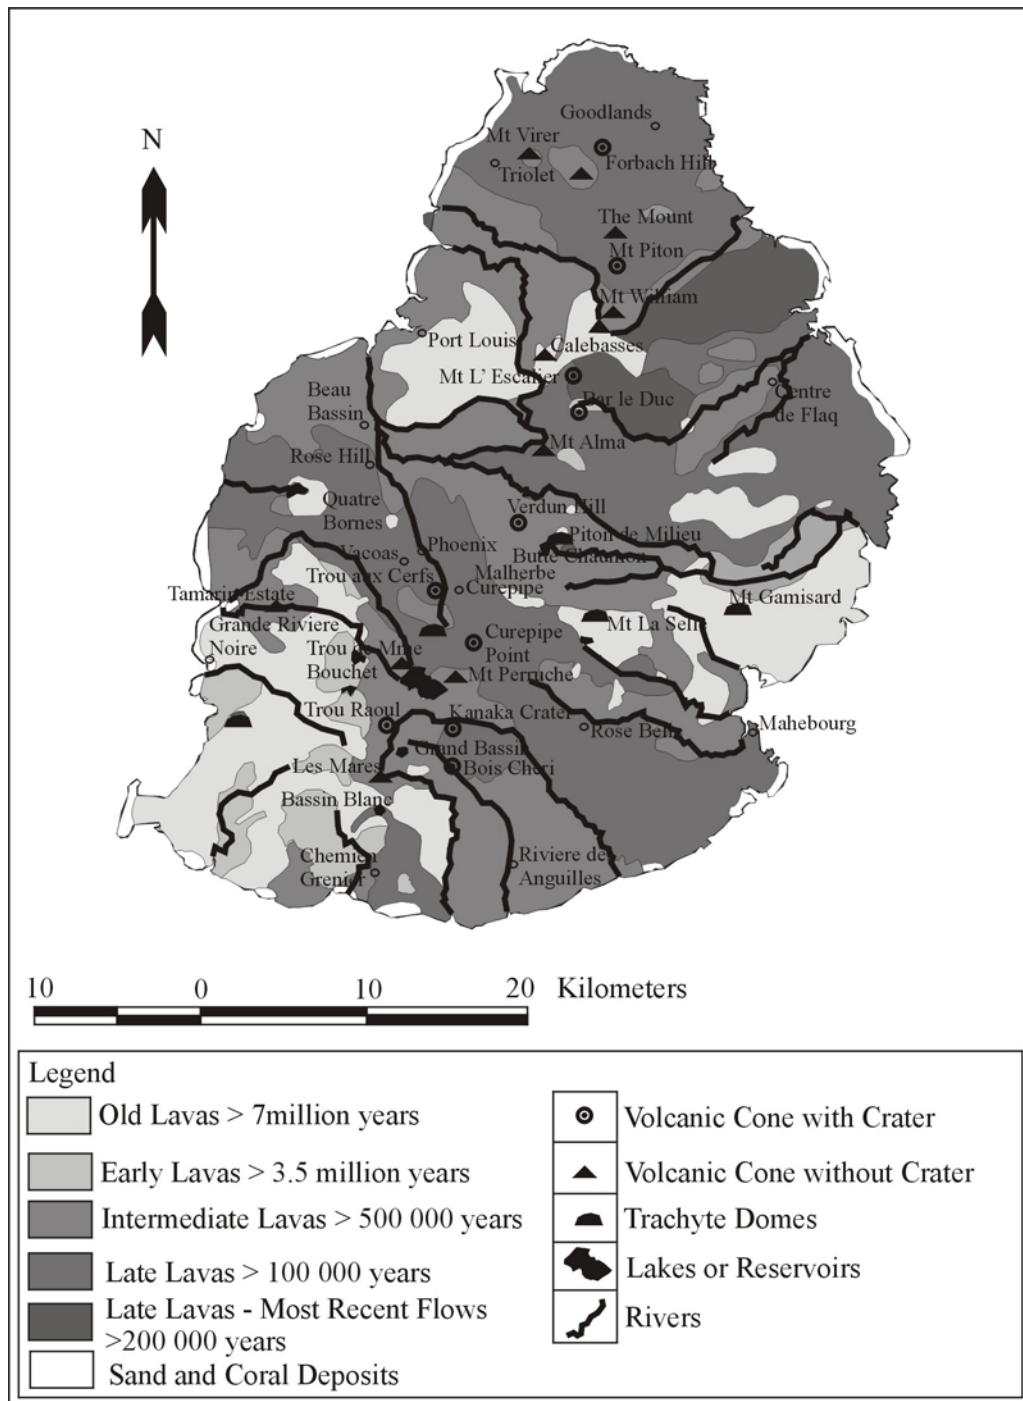 N
Goodlands
Mt Virer
Forbach Hill
Triolet
The Mount
Mt Piton
Mt William
Port Louis
Calebasses
Mt L' Escalier
Beau
Bassin
Bar le Duc
Centre
de Flaq
Mt Alma
Rose Hill
Quatre
Bornes
Verdun Hill
Piton de Milieu
Phoenix
Butte Chaumon
Vacoas
Malherbe
Trou aux Cerfs
Curepipe
Tamarin Estate
Mt Gamisard
Grande Riviere
Noire
Mt La Selle
Curepipe
Point
Trou de Mme
Bouchet
Mt Perruche
Trou Raoul
Kanaka Crater
Rose Belle
Mahebourg
Grand Bassin
Les Mares
Bois Cheri
Bassin Blanc
Chemien
Grenier
Riviere des
Anguilles
10 0 10 20 Kilometers
Legend
Old Lavas > 7million years
Early Lavas > 3.5 million years
Intermediate Lavas > 500 000 years
Late Lavas > 100 000 years
Late Lavas - Most Recent Flows
>200 000 years
Sand and Coral Deposits
Volcanic Cone with Crater
Volcanic Cone without Crater
Trachyte Domes
Lakes or Reservoirs
Rivers